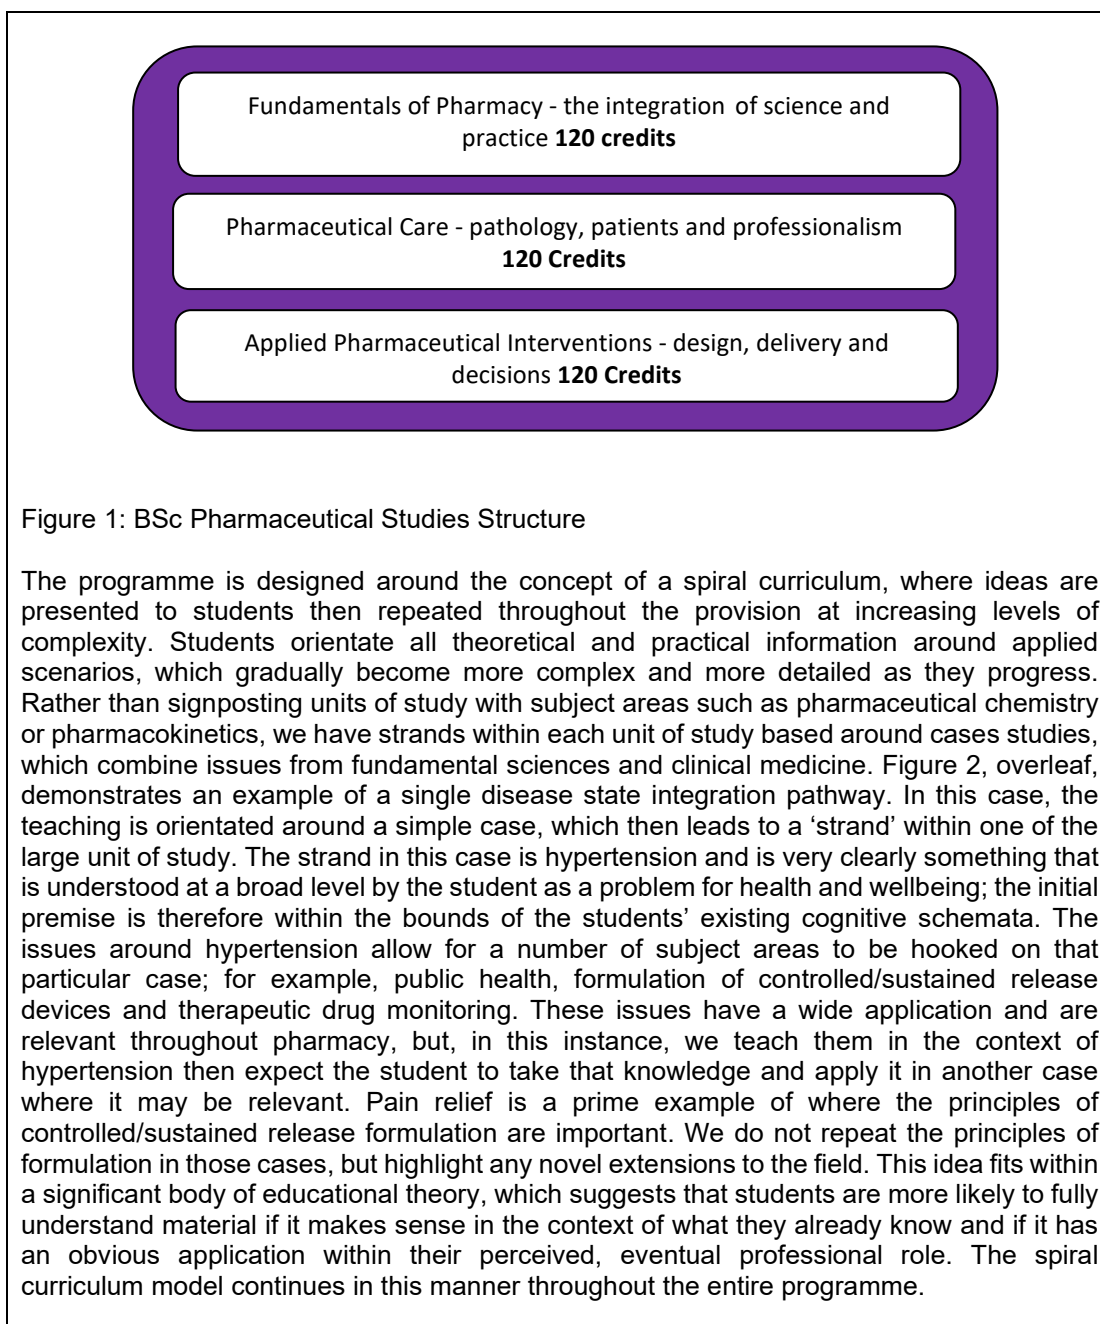 Fundamentals of Pharmacy - the integration of science and
practice 120 credits
Pharmaceutical Care - pathology, patients and professionalism
120 Credits
Applied Pharmaceutical Interventions - design, delivery and
decisions 120 Credits
Figure 1: BSc Pharmaceutical Studies Structure
The programme is designed around the concept of a spiral curriculum, where ideas are
presented to students then repeated throughout the provision at increasing levels of
complexity. Students orientate all theoretical and practical information around applied
scenarios, which gradually become more complex and more detailed as they progress.
Rather than signposting units of study with subject areas such as pharmaceutical chemistry
or pharmacokinetics, we have strands within each unit of study based around cases studies,
which combine issues from fundamental sciences and clinical medicine. Figure 2, overleaf,
demonstrates an example of a single disease state integration pathway. In this case, the
teaching is orientated around a simple case, which then leads to a ‘strand’ within one of the
large unit of study. The strand in this case is hypertension and is very clearly something that
is understood at a broad level by the student as a problem for health and wellbeing; the initial
premise is therefore within the bounds of the students’ existing cognitive schemata. The
issues around hypertension allow for a number of subject areas to be hooked on that
particular case; for example, public health, formulation of controlled/sustained release
devices and therapeutic drug monitoring. These issues have a wide application and are
relevant throughout pharmacy, but, in this instance, we teach them in the context of
hypertension then expect the student to take that knowledge and apply it in another case
where it may be relevant. Pain relief is a prime example of where the principles of
controlled/sustained release formulation are important. We do not repeat the principles of
formulation in those cases, but highlight any novel extensions to the field. This idea fits within
a significant body of educational theory, which suggests that students are more likely to fully
understand material if it makes sense in the context of what they already know and if it has
an obvious application within their perceived, eventual professional role. The spiral
curriculum model continues in this manner throughout the entire programme.